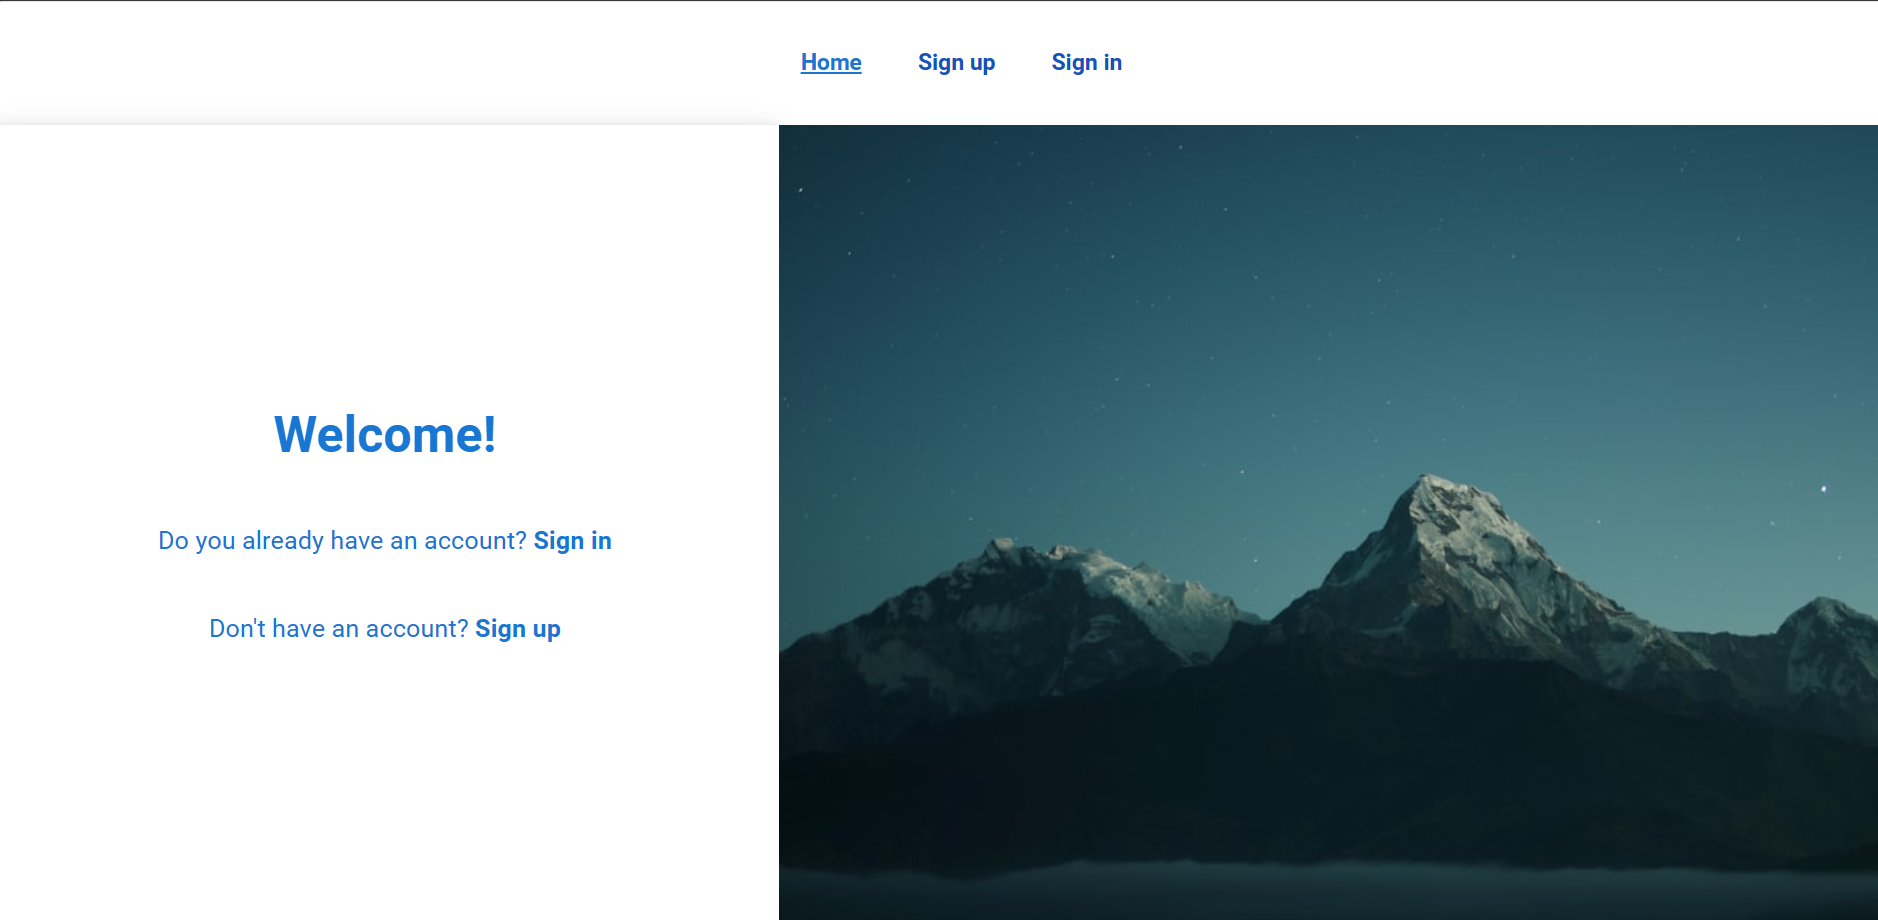 Home Sign up Sign in
Welcome!
Do you already have an account? Sign in
Don't have an account? Sign up